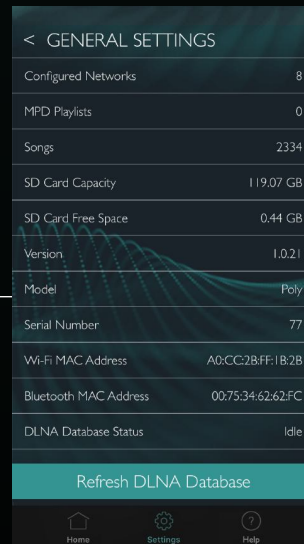 < GENERAL SETTINGS
Configured Networks 8
MPD Playlists 0
Songs 2334
SD Card Capacity 119.07 GB
SD Card Free Space 0.44 GB
Version 1.0.21
Model Poly
Serial Number 77
Wi-Fi MAC Address A0:CC:2B:FF:1B:2B
Bluetooth MAC Address 00:75:34:62:62:FC
DLNA Database Status Idle
Refresh DLNA Database
Home Settings Help